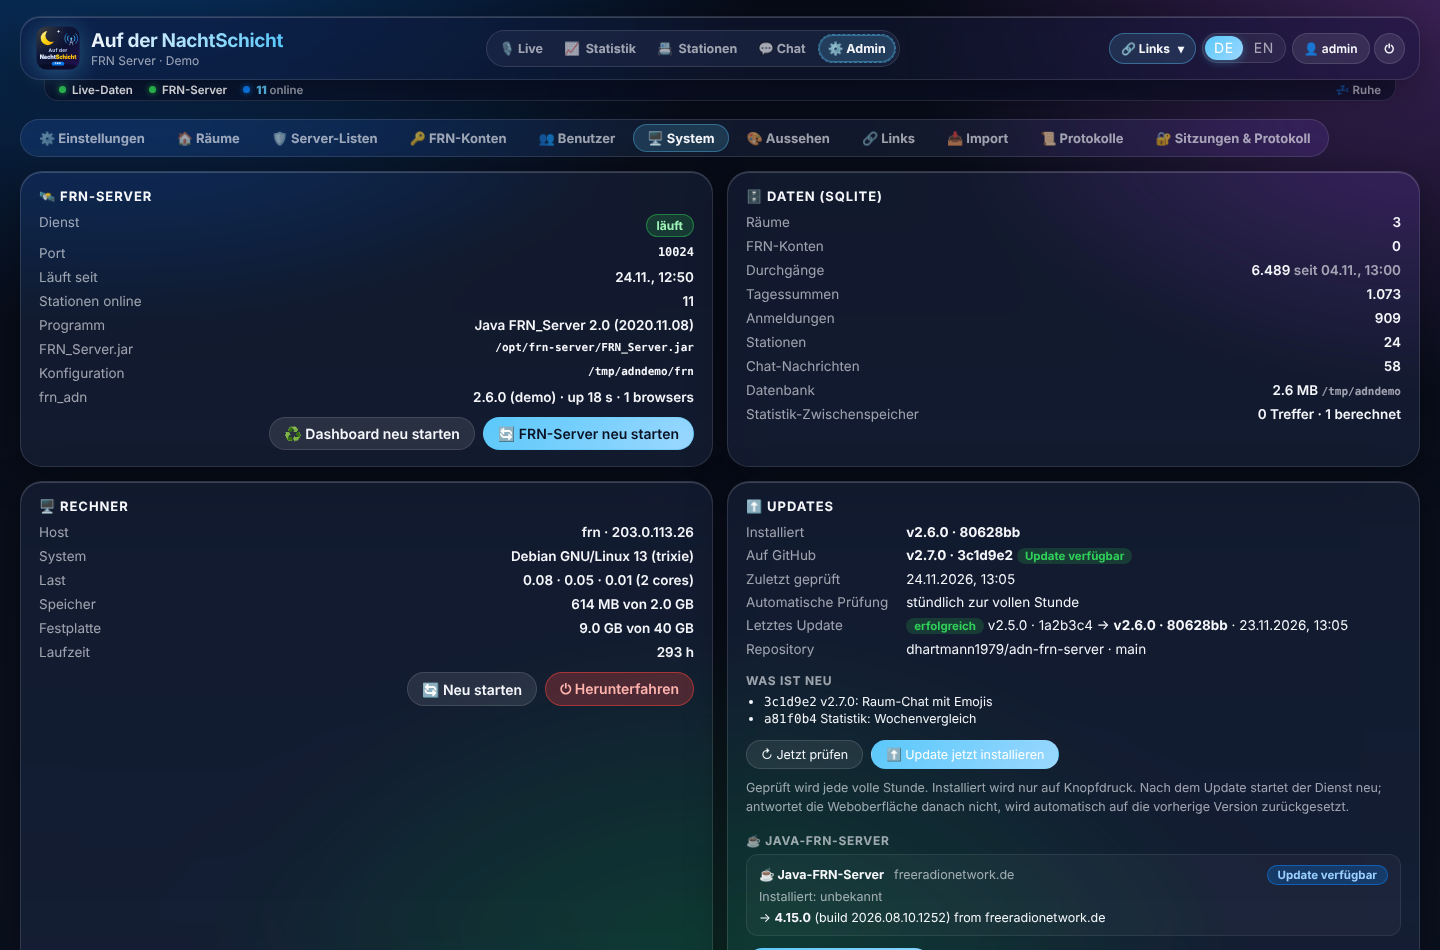 Auf der NachtSchicht
FRN Server · Demo
Live
Statistik
Stationen
Chat
Admin
Links ▾
DE
EN
admin
Live-Daten
FRN-Server
11 online
Ruhe
Einstellungen
Räume
Server-Listen
FRN-Konten
Benutzer
System
Aussehen
Links
Import
Protokolle
Sitzungen & Protokoll
FRN-SERVER
Dienst läuft
Port 10024
Läuft seit 24.11., 12:50
Stationen online 11
Programm Java FRN_Server 2.0 (2020.11.08)
FRN_Server.jar /opt/frn-server/FRN_Server.jar
Konfiguration /tmp/adndemo/frn
frn_adn 2.6.0 (demo) · up 18 s · 1 browsers
Dashboard neu starten
FRN-Server neu starten
DATEN (SQLITE)
Räume 3
FRN-Konten 0
Durchgänge 6.489 seit 04.11., 13:00
Tagessummen 1.073
Anmeldungen 909
Stationen 24
Chat-Nachrichten 58
Datenbank 2.6 MB /tmp/adndemo
Statistik-Zwischenspeicher 0 Treffer · 1 berechnet
RECHNER
Host frn · 203.0.113.26
System Debian GNU/Linux 13 (trixie)
Last 0.08 · 0.05 · 0.01 (2 cores)
Speicher 614 MB von 2.0 GB
Festplatte 9.0 GB von 40 GB
Laufzeit 293 h
Neu starten
Herunterfahren
UPDATES
Installiert v2.6.0 · 80628bb
Auf GitHub v2.7.0 · 3c1d9e2 Update verfügbar
Zuletzt geprüft 24.11.2026, 13:05
Automatische Prüfung stündlich zur vollen Stunde
Letztes Update erfolgreich v2.5.0 · 1a2b3c4 → v2.6.0 · 80628bb · 23.11.2026, 13:05
Repository dhartmann1979/adn-frn-server · main
WAS IST NEU
• 3c1d9e2 v2.7.0: Raum-Chat mit Emojis
• a81f0b4 Statistik: Wochenvergleich
↻ Jetzt prüfen
Update jetzt installieren
Geprüft wird jede volle Stunde. Installiert wird nur auf Knopfdruck. Nach dem Update startet der Dienst neu;
antwortet die Weboberfläche danach nicht, wird automatisch auf die vorherige Version zurückgesetzt.
JAVA-FRN-SERVER
Java-FRN-Server freeradionetwork.de Update verfügbar
Installiert: unbekannt
→ 4.15.0 (build 2026.08.10.1252) from freeradionetwork.de